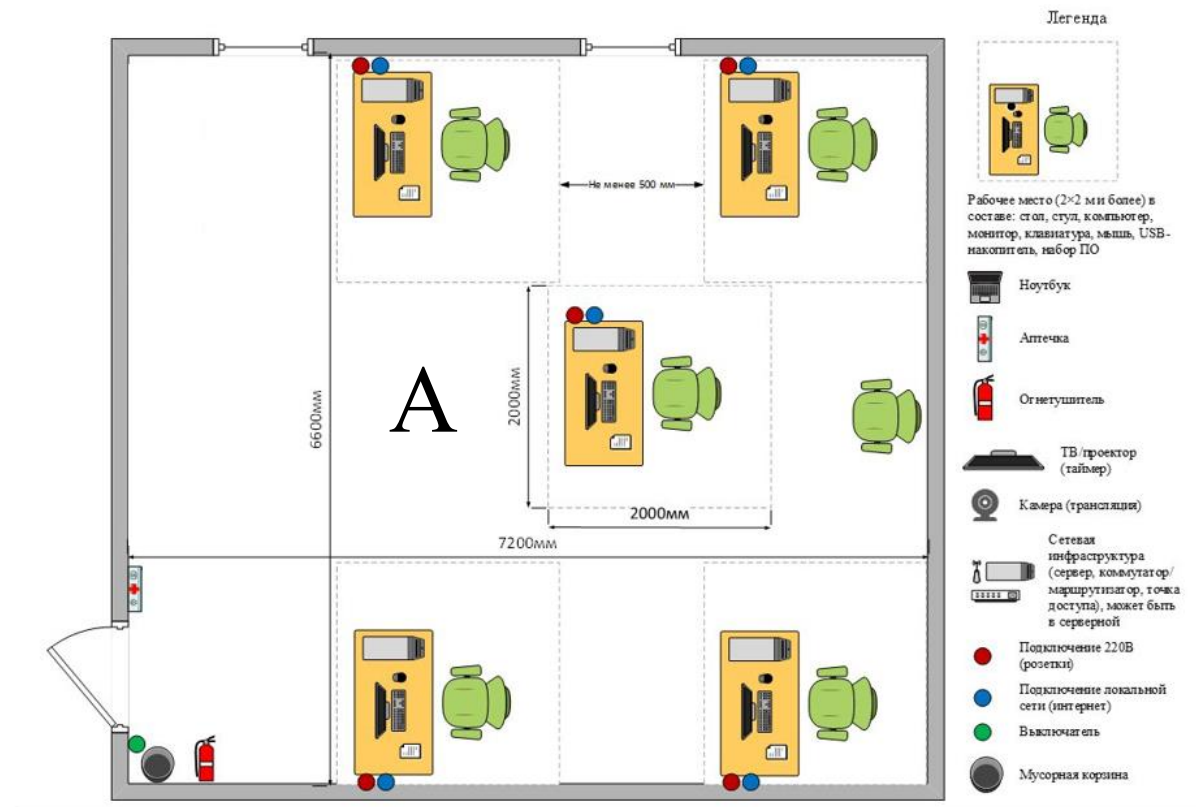 Легенда
Не менее 500 мм
Рабочее место (2×2 м и более) в
составе: стол, стул, компьютер,
монитор, клавиатура, мышь, USB-
накопитель, набор ПО
Ноутбук
Аптечка
6600мм
А
2000мм
Огнетушитель
ТВ/проектор
(таймер)
2000мм
Камера (трансляция)
7200мм
Сетевая
инфраструктура
(сервер, коммутатор/
маршрутизатор, точка
доступа), может быть
в серверной
Подключение 220В
(розетки)
Подключение локальной
сети (интернет)
Выключатель
Мусорная корзина